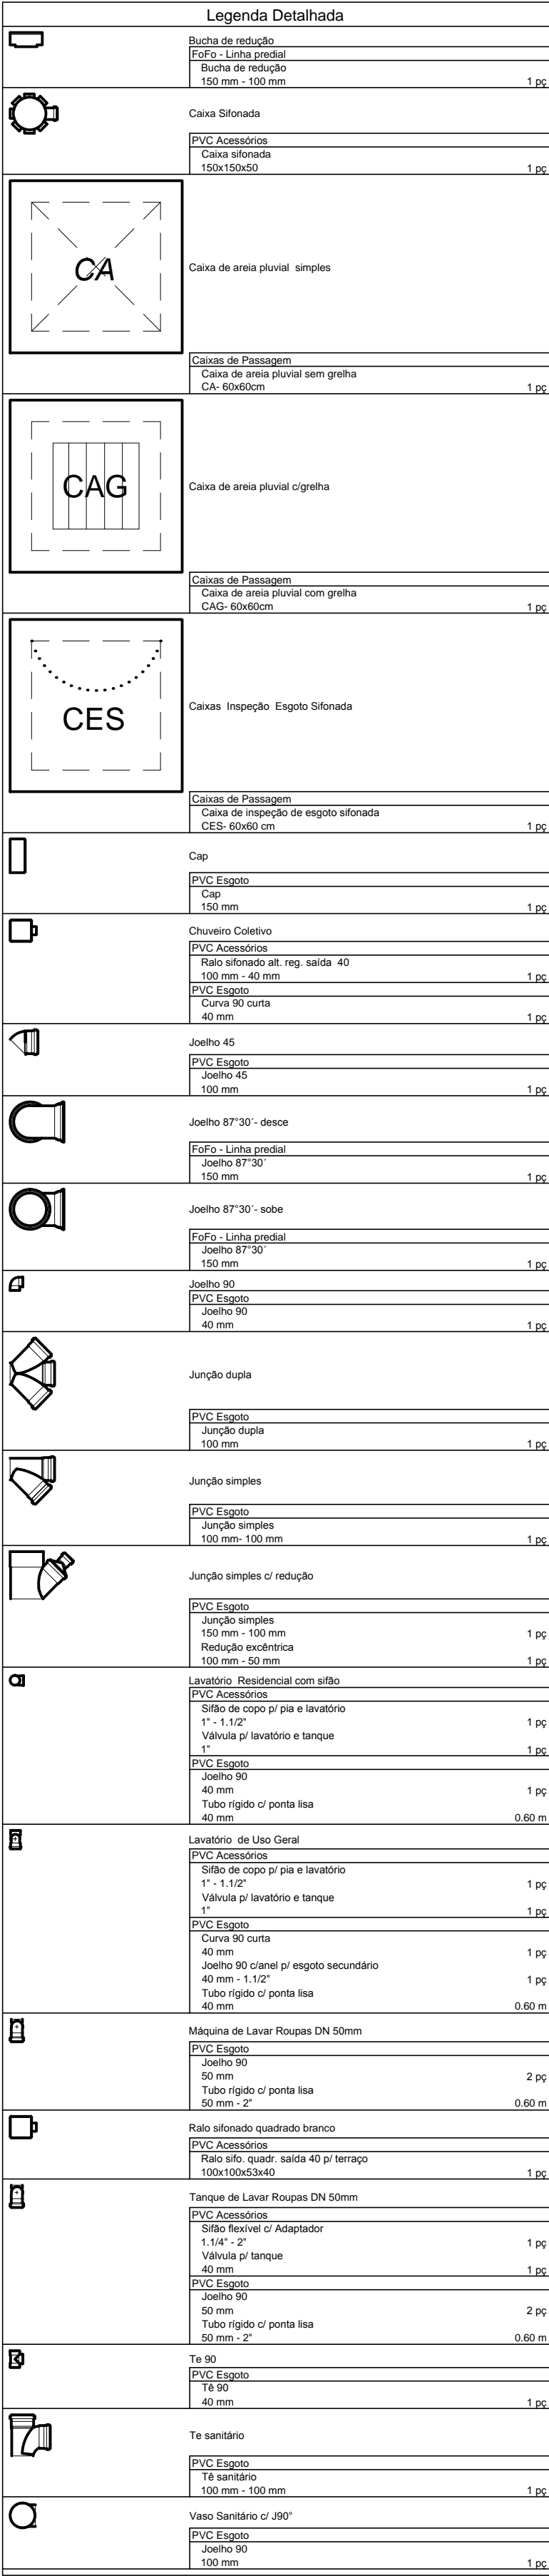 Legenda Detalhada
Bucha de redução
FoFo - Linha predial
Bucha de redução
150 mm - 100 mm 1 pç
Caixa Sifonada
PVC Acessórios
Caixa sifonada
150x150x50 1 pç
CA
Caixa de areia pluvial simples
Caixas de Passagem
Caixa de areia pluvial sem grelha
CA- 60x60cm 1 pç
CAG
Caixa de areia pluvial c/grelha
Caixas de Passagem
Caixa de areia pluvial com grelha
CAG- 60x60cm 1 pç
CES
Caixas Inspeção Esgoto Sifonada
Caixas de Passagem
Caixa de inspeção de esgoto sifonada
CES- 60x60 cm 1 pç
Cap
PVC Esgoto
Cap
150 mm 1 pç
Chuveiro Coletivo
PVC Acessórios
Ralo sifonado alt. reg. saída 40
100 mm - 40 mm 1 pç
PVC Esgoto
Curva 90 curta
40 mm 1 pç
Joelho 45
PVC Esgoto
Joelho 45
100 mm 1 pç
Joelho 87°30´- desce
FoFo - Linha predial
Joelho 87°30´
150 mm 1 pç
Joelho 87°30´- sobe
FoFo - Linha predial
Joelho 87°30´
150 mm 1 pç
Joelho 90
PVC Esgoto
Joelho 90
40 mm 1 pç
Junção dupla
PVC Esgoto
Junção dupla
100 mm 1 pç
Junção simples
PVC Esgoto
Junção simples
100 mm- 100 mm 1 pç
Junção simples c/ redução
PVC Esgoto
Junção simples
150 mm - 100 mm 1 pç
Redução excêntrica
100 mm - 50 mm 1 pç
Lavatório Residencial com sifão
PVC Acessórios
Sifão de copo p/ pia e lavatório
1" - 1.1/2" 1 pç
Válvula p/ lavatório e tanque
1" 1 pç
PVC Esgoto
Joelho 90
40 mm 1 pç
Tubo rígido c/ ponta lisa
40 mm 0.60 m
Lavatório de Uso Geral
PVC Acessórios
Sifão de copo p/ pia e lavatório
1" - 1.1/2" 1 pç
Válvula p/ lavatório e tanque
1" 1 pç
PVC Esgoto
Curva 90 curta
40 mm 1 pç
Joelho 90 c/anel p/ esgoto secundário
40 mm - 1.1/2" 1 pç
Tubo rígido c/ ponta lisa
40 mm 0.60 m
Máquina de Lavar Roupas DN 50mm
PVC Esgoto
Joelho 90
50 mm 2 pç
Tubo rígido c/ ponta lisa
50 mm - 2" 0.60 m
Ralo sifonado quadrado branco
PVC Acessórios
Ralo sifo. quadr. saída 40 p/ terraço
100x100x53x40 1 pç
Tanque de Lavar Roupas DN 50mm
PVC Acessórios
Sifão flexível c/ Adaptador
1.1/4" - 2" 1 pç
Válvula p/ tanque
40 mm 1 pç
PVC Esgoto
Joelho 90
50 mm 2 pç
Tubo rígido c/ ponta lisa
50 mm - 2" 0.60 m
Te 90
PVC Esgoto
Tê 90
40 mm 1 pç
Te sanitário
PVC Esgoto
Tê sanitário
100 mm - 100 mm 1 pç
Vaso Sanitário c/ J90°
PVC Esgoto
Joelho 90
100 mm 1 pç